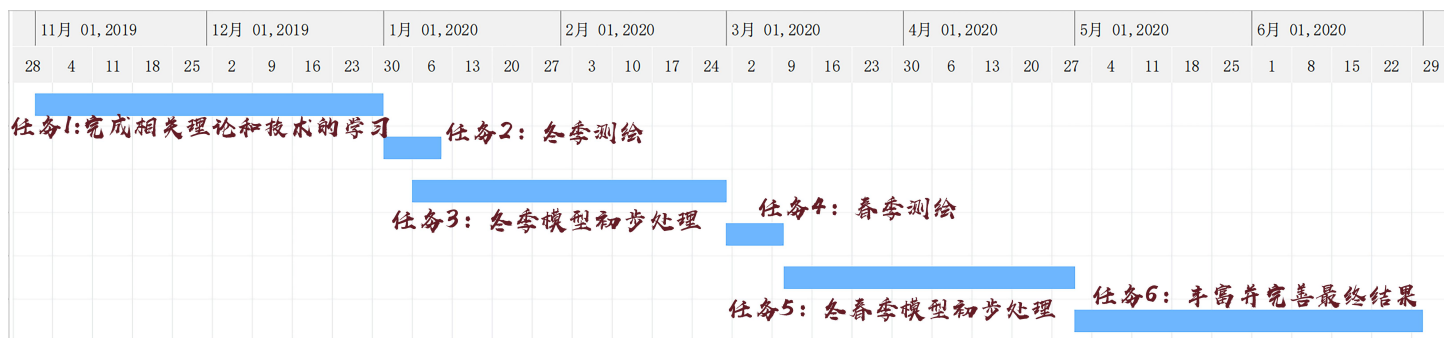 11月 01,2019 12月 01,2019 1月 01,2020 2月 01,2020 3月 01,2020 4月 01,2020 5月 01,2020 6月 01,2020
28 4 11 18 25 2 9 16 23 30 6 13 20 27 3 10 17 24 2 9 16 23 30 6 13 20 27 4 11 18 25 1 8 15 22 29
任务1:完成相关理论和技术的学习
任务2：冬季测绘
任务3：冬季模型初步处理
任务4：春季测绘
任务5：冬春季模型初步处理
任务6：丰富并完善最终结果